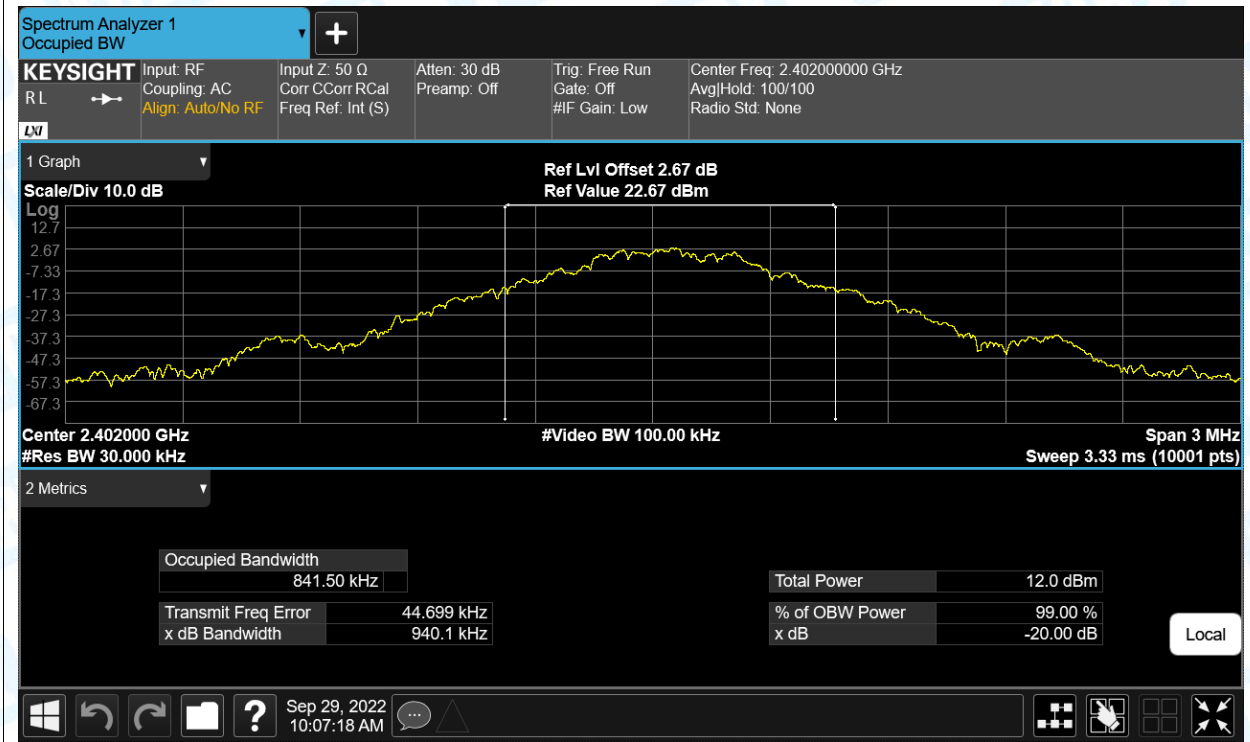 Spectrum Analyzer 1
Occupied BW
KEYSIGHT
R L
LXI
Input: RF
Coupling: AC
Align: Auto/No RF
Input Z: 50 Ω
Corr CCorr RCal
Freq Ref: Int (S)
Atten: 30 dB
Preamp: Off
Trig: Free Run
Gate: Off
#IF Gain: Low
Center Freq: 2.402000000 GHz
Avg|Hold: 100/100
Radio Std: None
1 Graph
Scale/Div 10.0 dB
Ref Lvl Offset 2.67 dB
Ref Value 22.67 dBm
Log
12.7
2.67
-7.33
-17.3
-27.3
-37.3
-47.3
-57.3
-67.3
Center 2.402000 GHz
#Res BW 30.000 kHz
#Video BW 100.00 kHz
Span 3 MHz
Sweep 3.33 ms (10001 pts)
2 Metrics
Occupied Bandwidth
841.50 kHz
Transmit Freq Error 44.699 kHz
x dB Bandwidth 940.1 kHz
Total Power 12.0 dBm
% of OBW Power 99.00 %
x dB -20.00 dB
Local
?
Sep 29, 2022
10:07:18 AM